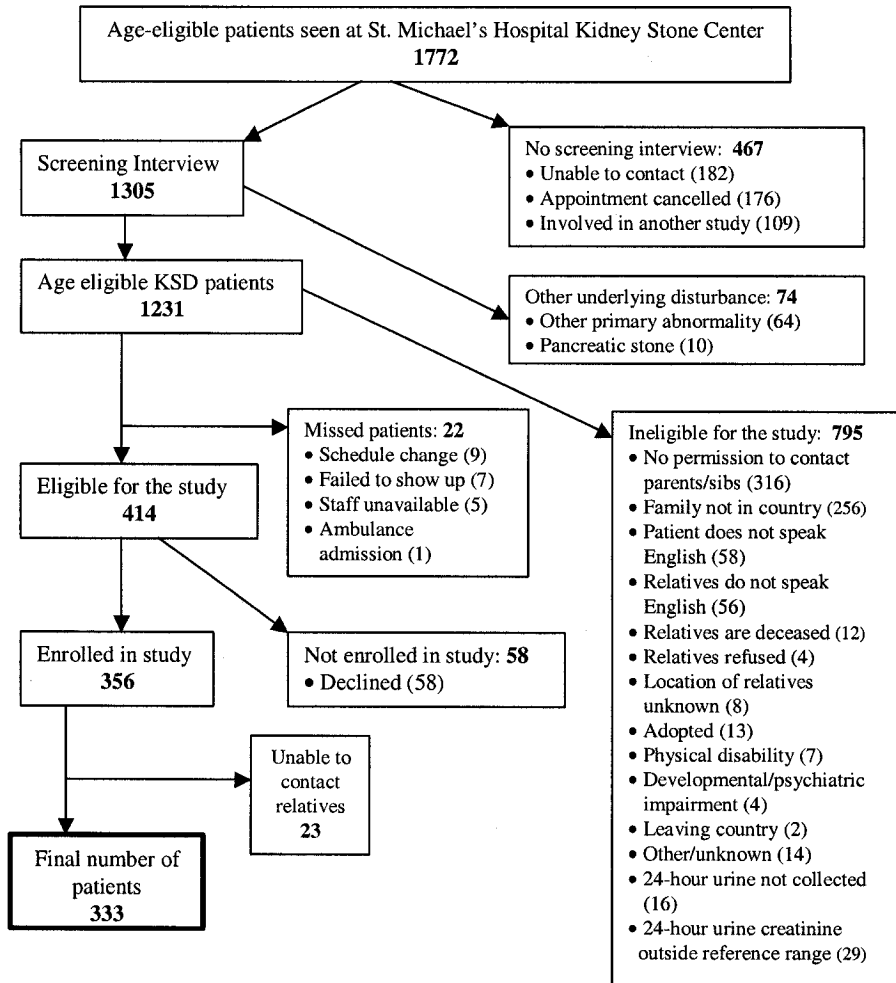 Age-eligible patients seen at St. Michael's Hospital Kidney Stone Center
1772
Screening Interview
1305
No screening interview: 467
• Unable to contact (182)
• Appointment cancelled (176)
• Involved in another study (109)
Age eligible KSD patients
1231
Other underlying disturbance: 74
• Other primary abnormality (64)
• Pancreatic stone (10)
Missed patients: 22
• Schedule change (9)
• Failed to show up (7)
• Staff unavailable (5)
• Ambulance
admission (1)
Ineligible for the study: 795
• No permission to contact
parents/sibs (316)
• Family not in country (256)
• Patient does not speak
English (58)
• Relatives do not speak
English (56)
• Relatives are deceased (12)
• Relatives refused (4)
• Location of relatives
unknown (8)
• Adopted (13)
• Physical disability (7)
• Developmental/psychiatric
impairment (4)
• Leaving country (2)
• Other/unknown (14)
• 24-hour urine not collected
(16)
• 24-hour urine creatinine
outside reference range (29)
Eligible for the study
414
Enrolled in study
356
Not enrolled in study: 58
• Declined (58)
Unable to
contact
relatives
23
Final number of
patients
333